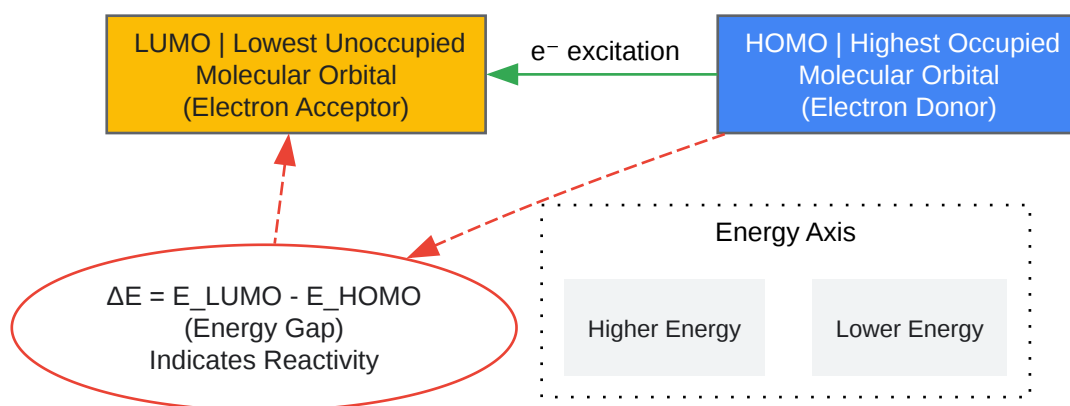 LUMO | Lowest Unoccupied
Molecular Orbital
(Electron Acceptor)
e⁻ excitation
HOMO | Highest Occupied
Molecular Orbital
(Electron Donor)
ΔE = E_LUMO - E_HOMO
(Energy Gap)
Indicates Reactivity
Energy Axis
Higher Energy
Lower Energy